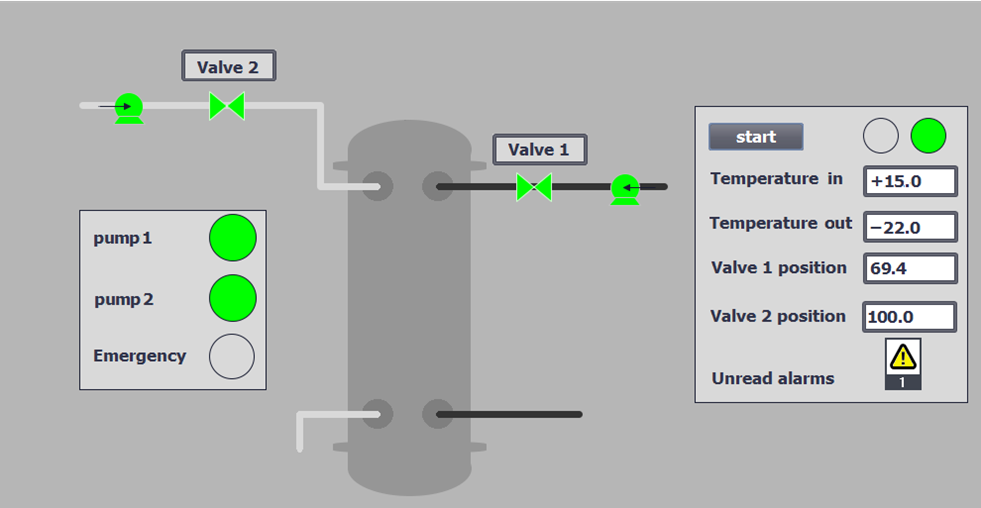 Valve 2
Valve 1
pump 1
pump 2
Emergency
start
Temperature in
+15.0
Temperature out
−22.0
Valve 1 position
69.4
Valve 2 position
100.0
Unread alarms
1